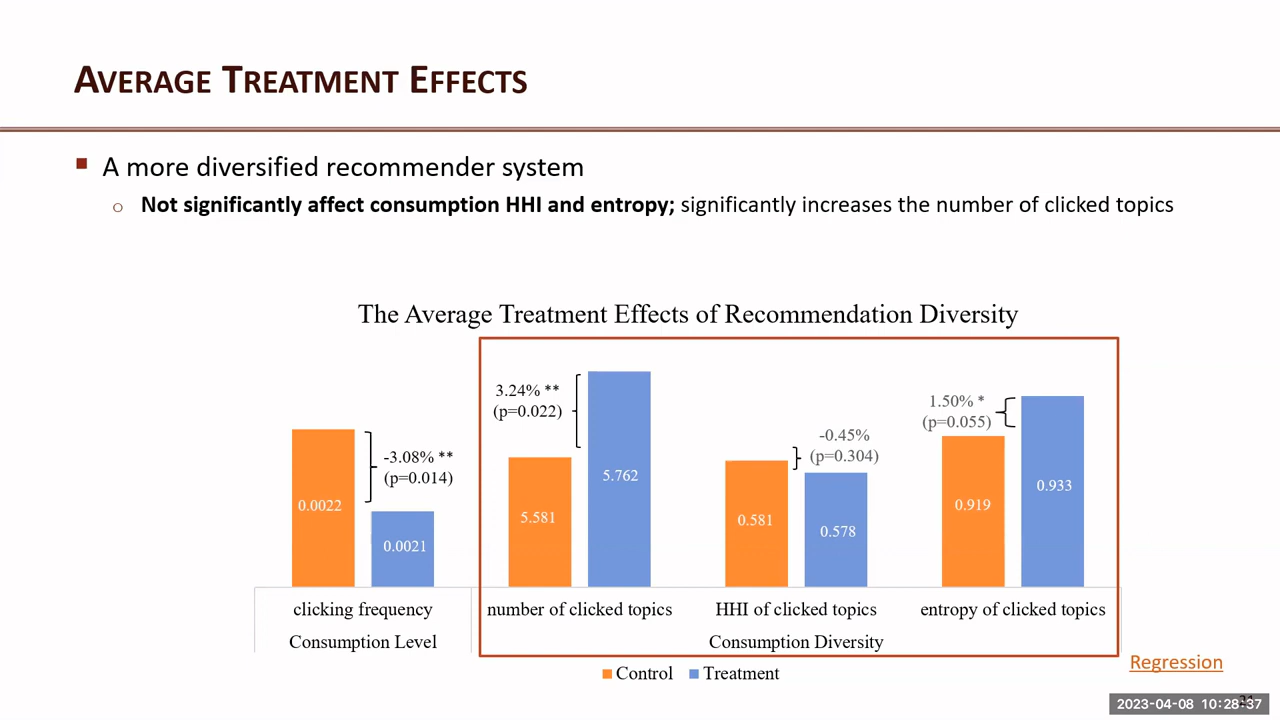 AVERAGE TREATMENT EFFECTS
A more diversified recommender system
Not significantly affect consumption HHI and entropy; significantly increases the number of clicked topics
The Average Treatment Effects of Recommendation Diversity
3.24% **
(p=0.022)
1.50% *
(p=0.055)
-0.45%
(p=0.304)
-3.08% **
(p=0.014)
0.0022
0.0021
5.581
5.762
0.581
0.578
0.919
0.933
clicking frequency
number of clicked topics
HHI of clicked topics
entropy of clicked topics
Consumption Level
Consumption Diversity
Control
Treatment
Regression
2023-04-08 10:28:37